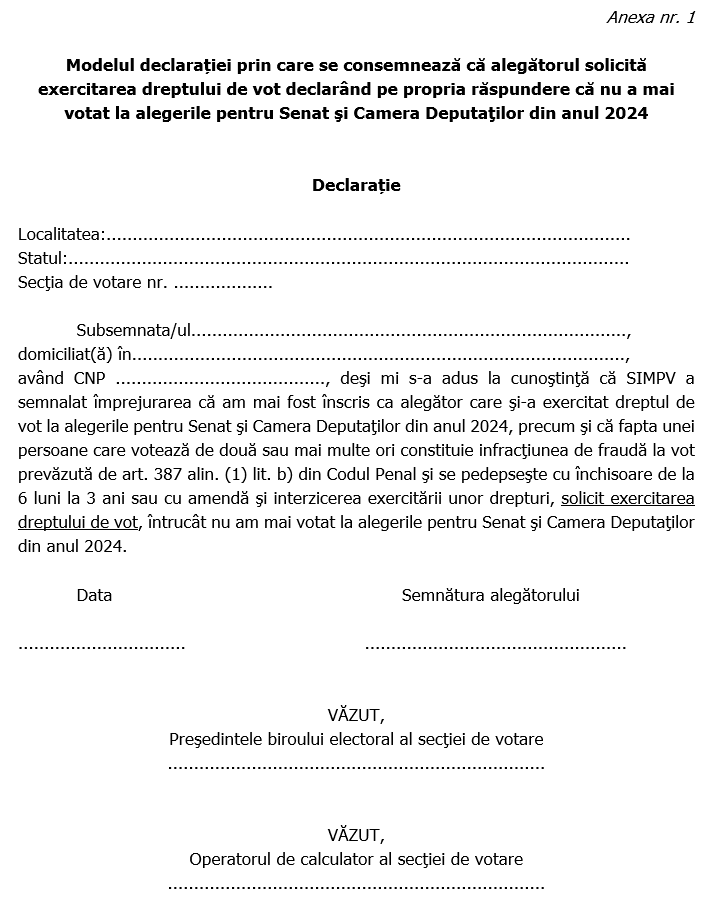 Anexa nr. 1
Modelul declarației prin care se consemnează că alegătorul solicită
exercitarea dreptului de vot declarând pe propria răspundere că nu a mai
votat la alegerile pentru Senat şi Camera Deputaţilor din anul 2024
Declarație
Localitatea:....................................................................................................
Statul:...........................................................................................................
Secţia de votare nr. ...................
Subsemnata/ul...................................................................................,
domiciliat(ă) în..............................................................................................,
având CNP ........................................, deşi mi s-a adus la cunoştinţă că SIMPV a
semnalat împrejurarea că am mai fost înscris ca alegător care şi-a exercitat dreptul de
vot la alegerile pentru Senat şi Camera Deputaţilor din anul 2024, precum şi că fapta unei
persoane care votează de două sau mai multe ori constituie infracţiunea de fraudă la vot
prevăzută de art. 387 alin. (1) lit. b) din Codul Penal şi se pedepseşte cu închisoare de la
6 luni la 3 ani sau cu amendă şi interzicerea exercitării unor drepturi, solicit exercitarea
dreptului de vot, întrucât nu am mai votat la alegerile pentru Senat şi Camera Deputaţilor
din anul 2024.
Data Semnătura alegătorului
................................ ..................................................
VĂZUT,
Preşedintele biroului electoral al secţiei de votare
........................................................................
VĂZUT,
Operatorul de calculator al secţiei de votare
........................................................................